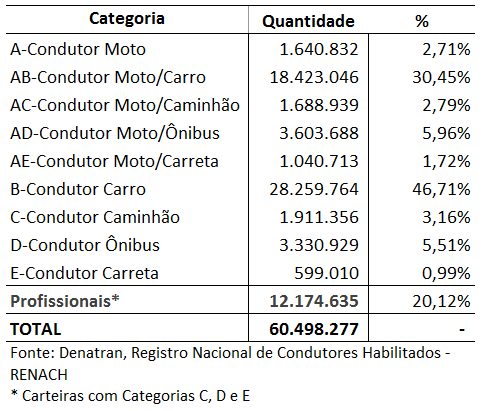 Categoria Quantidade %
A-Condutor Moto 1.640.832 2,71%
AB-Condutor Moto/Carro 18.423.046 30,45%
AC-Condutor Moto/Caminhão 1.688.939 2,79%
AD-Condutor Moto/Ônibus 3.603.688 5,96%
AE-Condutor Moto/Carreta 1.040.713 1,72%
B-Condutor Carro 28.259.764 46,71%
C-Condutor Caminhão 1.911.356 3,16%
D-Condutor Ônibus 3.330.929 5,51%
E-Condutor Carreta 599.010 0,99%
Profissionais* 12.174.635 20,12%
TOTAL 60.498.277 -
Fonte: Denatran, Registro Nacional de Condutores Habilitados -
RENACH
* Carteiras com Categorias C, D e E